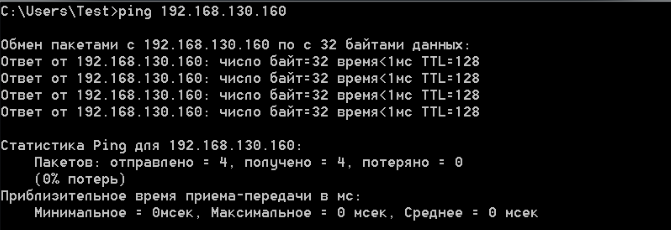 C:\Users\Test>ping 192.168.130.160
Обмен пакетами с 192.168.130.160 по с 32 байтами данных:
Ответ от 192.168.130.160: число байт=32 время<1мс TTL=128
Ответ от 192.168.130.160: число байт=32 время<1мс TTL=128
Ответ от 192.168.130.160: число байт=32 время<1мс TTL=128
Ответ от 192.168.130.160: число байт=32 время<1мс TTL=128
Статистика Ping для 192.168.130.160:
Пакетов: отправлено = 4, получено = 4, потеряно = 0
(0% потерь)
Приблизительное время приема-передачи в мс:
Минимальное = 0мсек, Максимальное = 0 мсек, Среднее = 0 мсек